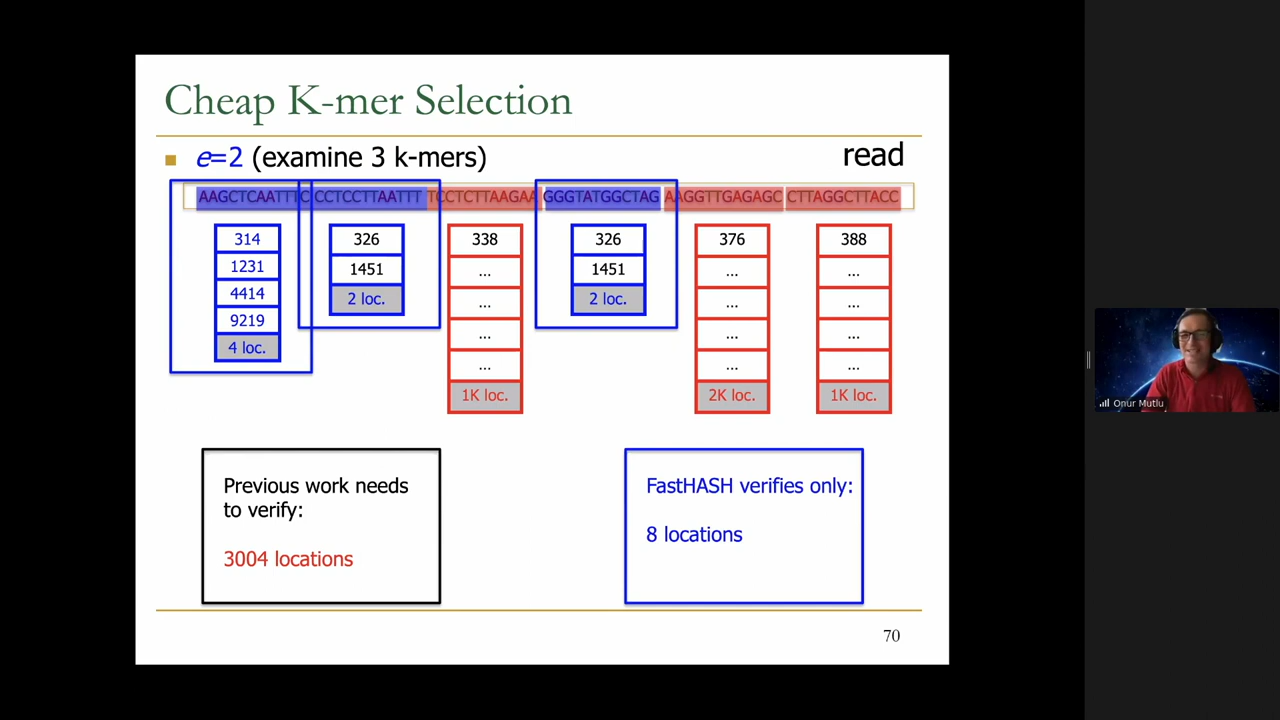 Cheap K-mer Selection
e=2 (examine 3 k-mers)
read
AAGCTCAATTTC CCTCCTTAATTT TCCTCTTAAGAA GGGTATGGCTAG AAGGTTGAGAGC CTTAGGCTTACC
314
1231
4414
9219
4 loc.
326
1451
2 loc.
338
...
...
...
...
1K loc.
326
1451
2 loc.
376
...
...
...
...
2K loc.
388
...
...
...
...
1K loc.
Previous work needs
to verify:
3004 locations
FastHASH verifies only:
8 locations
70
Onur Mutlu